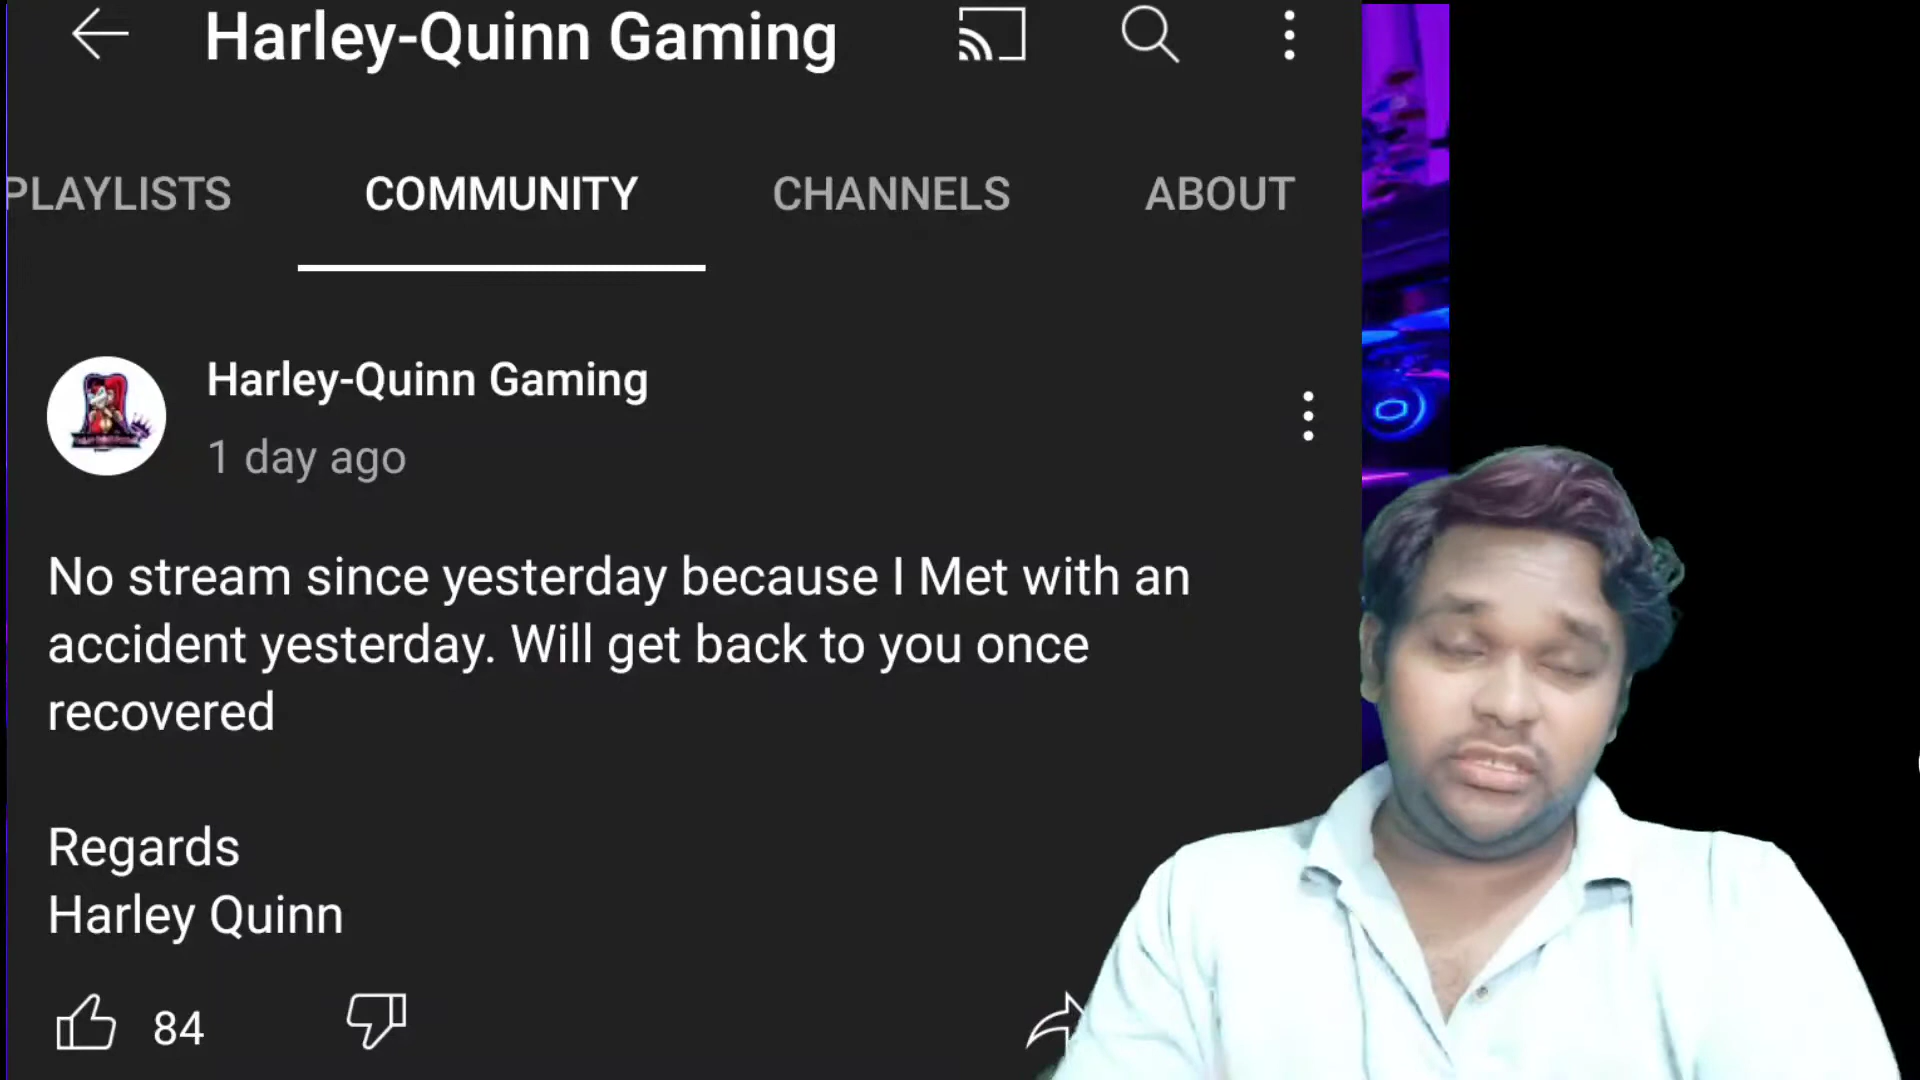 Harley-Quinn Gaming
PLAYLISTS COMMUNITY CHANNELS ABOUT
Harley-Quinn Gaming
1 day ago
No stream since yesterday because I Met with an
accident yesterday. Will get back to you once
recovered
Regards
Harley Quinn
84